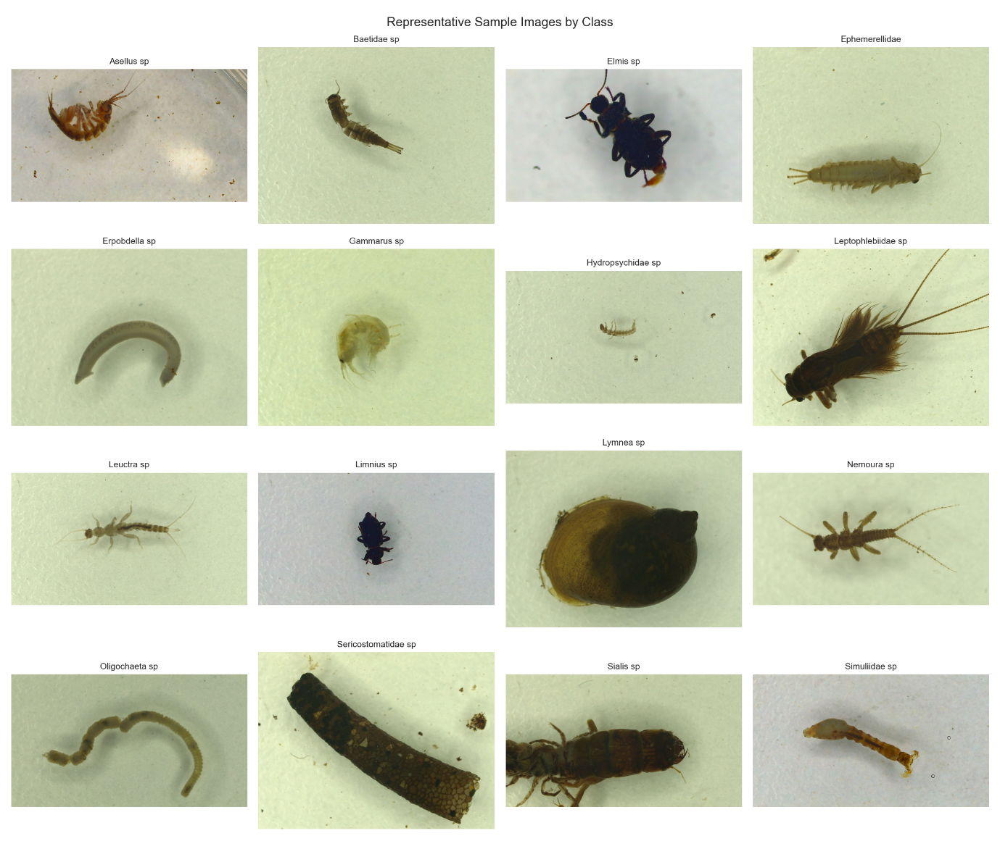 Representative Sample Images by Class
Asellus sp
Baetidae sp
Elmis sp
Ephemerellidae
Erpobdella sp
Gammarus sp
Hydropsychidae sp
Leptophlebiidae sp
Leuctra sp
Limnius sp
Lymnea sp
Nemoura sp
Oligochaeta sp
Sericostomatidae sp
Sialis sp
Simuliidae sp